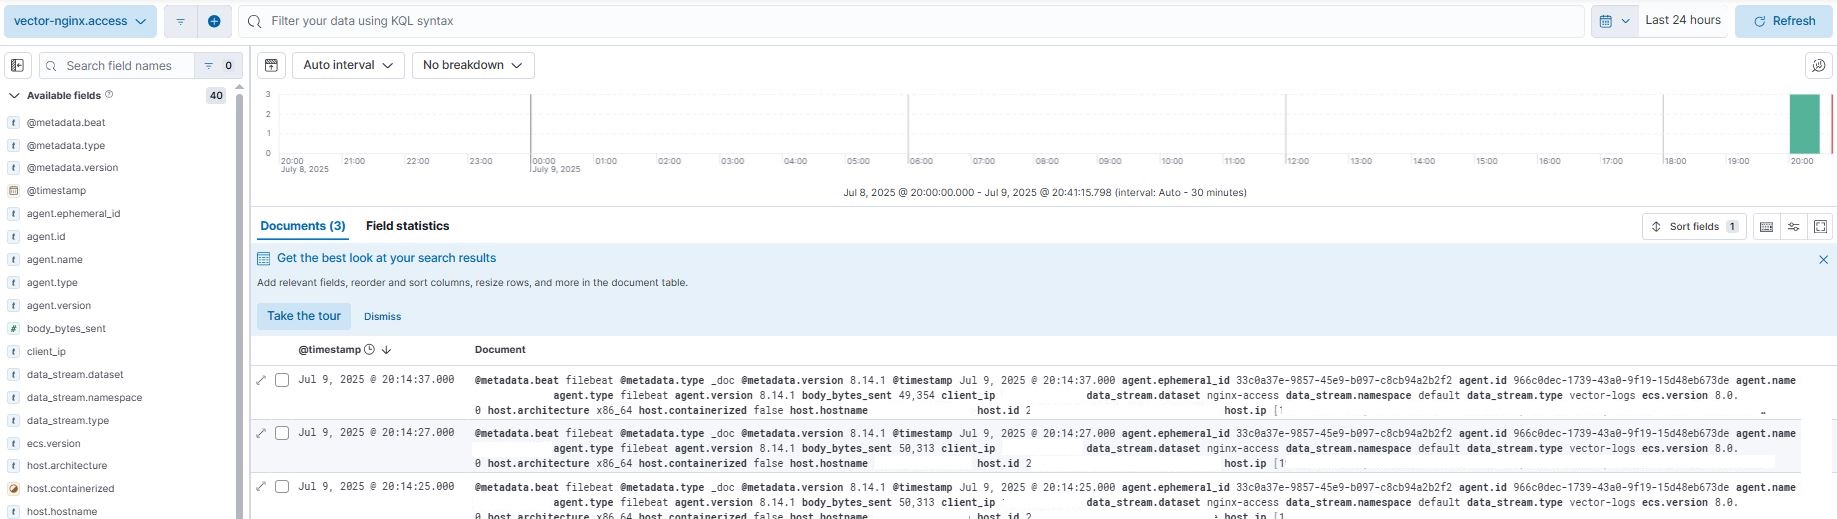 vector-nginx.access
Filter your data using KQL syntax
Last 24 hours
Refresh
Search field names
0
Available fields
40
@metadata.beat
@metadata.type
@metadata.version
@timestamp
agent.ephemeral_id
agent.id
agent.name
agent.type
agent.version
body_bytes_sent
client_ip
data_stream.dataset
data_stream.namespace
data_stream.type
ecs.version
host.architecture
host.containerized
host.hostname
Auto interval
No breakdown
3
2
1
0
20:00 21:00 22:00 23:00 00:00 01:00 02:00 03:00 04:00 05:00 06:00 07:00 08:00 09:00 10:00 11:00 12:00 13:00 14:00 15:00 16:00 17:00 18:00 19:00 20:00
July 8, 2025 July 9, 2025
Jul 8, 2025 @ 20:00:00.000 - Jul 9, 2025 @ 20:41:15.798 (interval: Auto - 30 minutes)
Documents (3) Field statistics
Sort fields 1
Get the best look at your search results
Add relevant fields, reorder and sort columns, resize rows, and more in the document table.
Take the tour Dismiss
@timestamp Document
Jul 9, 2025 @ 20:14:37.000 @metadata.beat filebeat @metadata.type _doc @metadata.version 8.14.1 @timestamp Jul 9, 2025 @ 20:14:37.000 agent.ephemeral_id 33c0a37e-9857-45e9-b097-c8cb94a2b2f2 agent.id 966c0dec-1739-43a0-9f19-15d48eb673de agent.name
agent.type filebeat agent.version 8.14.1 body_bytes_sent 49,354 client_ip data_stream.dataset nginx-access data_stream.namespace default data_stream.type vector-logs ecs.version 8.0.
0 host.architecture x86_64 host.containerized false host.hostname host.id 2 host.ip [
Jul 9, 2025 @ 20:14:27.000 @metadata.beat filebeat @metadata.type _doc @metadata.version 8.14.1 @timestamp Jul 9, 2025 @ 20:14:27.000 agent.ephemeral_id 33c0a37e-9857-45e9-b097-c8cb94a2b2f2 agent.id 966c0dec-1739-43a0-9f19-15d48eb673de agent.name
agent.type filebeat agent.version 8.14.1 body_bytes_sent 50,313 client_ip data_stream.dataset nginx-access data_stream.namespace default data_stream.type vector-logs ecs.version 8.0.
0 host.architecture x86_64 host.containerized false host.hostname host.id 2 host.ip [
Jul 9, 2025 @ 20:14:25.000 @metadata.beat filebeat @metadata.type _doc @metadata.version 8.14.1 @timestamp Jul 9, 2025 @ 20:14:25.000 agent.ephemeral_id 33c0a37e-9857-45e9-b097-c8cb94a2b2f2 agent.id 966c0dec-1739-43a0-9f19-15d48eb673de agent.name
agent.type filebeat agent.version 8.14.1 body_bytes_sent 50,313 client_ip data_stream.dataset nginx-access data_stream.namespace default data_stream.type vector-logs ecs.version 8.0.
0 host.architecture x86_64 host.containerized false host.hostname host.id 2 host.ip [